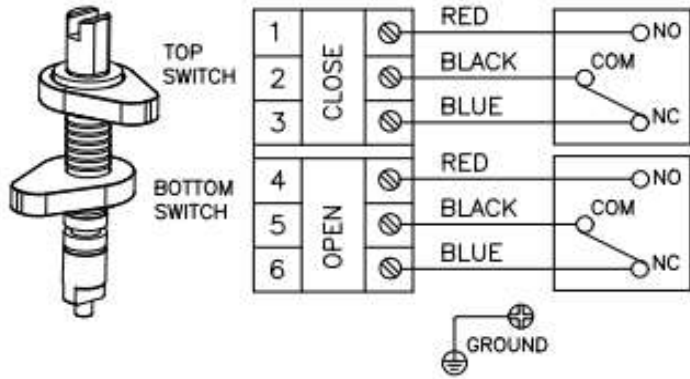 TOP
SWITCH
BOTTOM
SWITCH
1
2
3
CLOSE
RED
BLACK
BLUE
NO
COM
NC
4
5
6
OPEN
RED
BLACK
BLUE
NO
COM
NC
GROUND